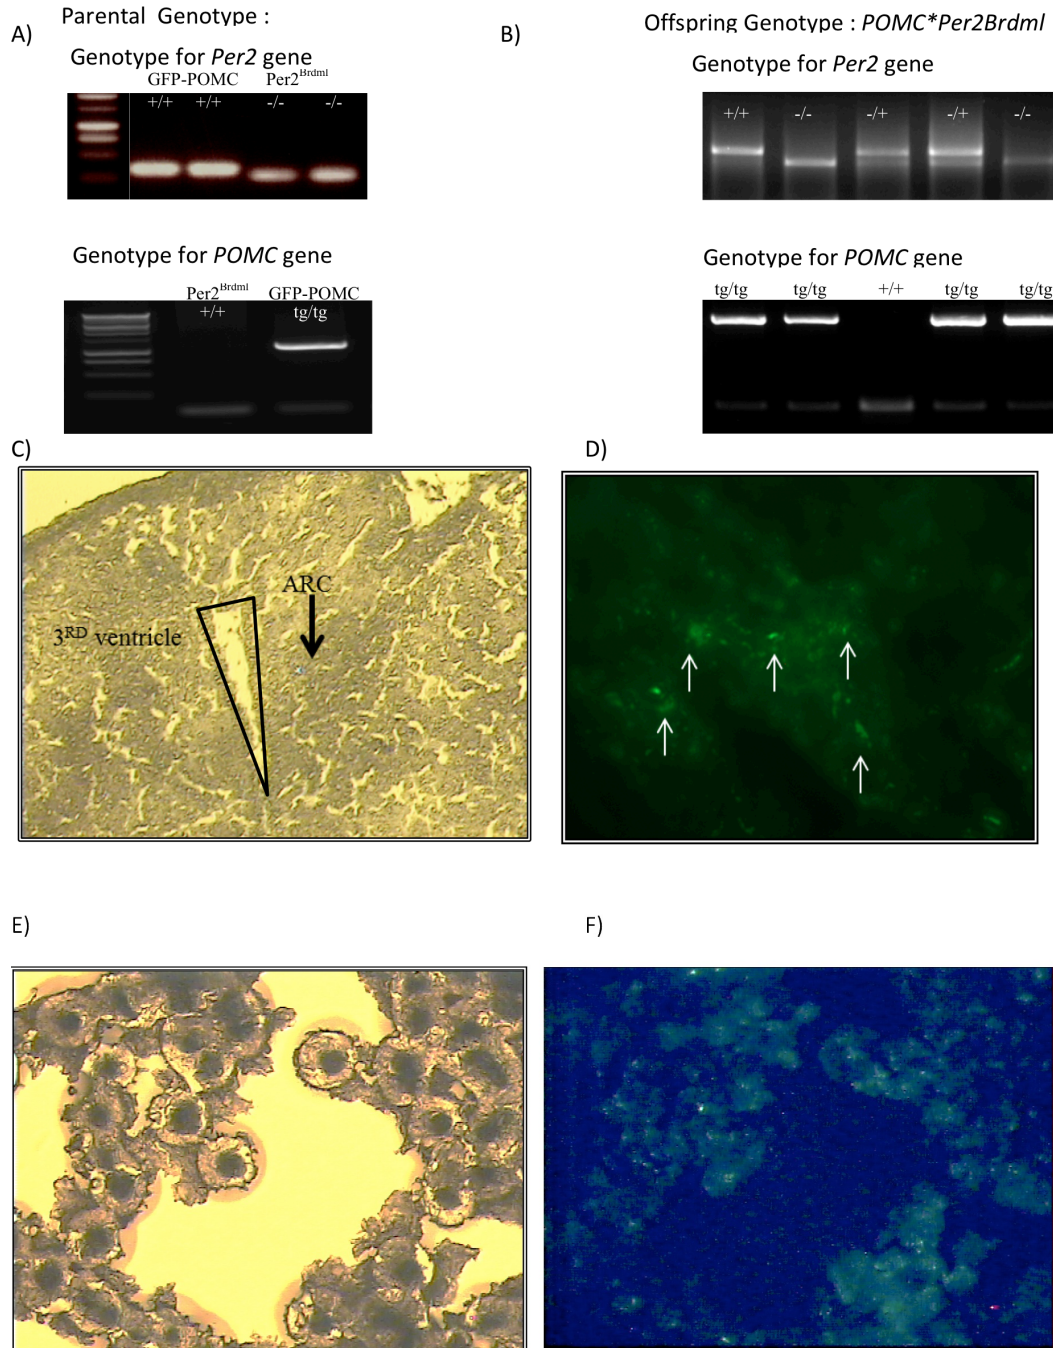 Parental Genotype :
A)
Genotype for Per2 gene
GFP-POMC Per2Brdml
+/+ +/+ -/- -/-
Genotype for POMC gene
Per2Brdml GFP-POMC
+/+ tg/tg
B)
Offspring Genotype : POMC*Per2Brdml
Genotype for Per2 gene
+/+ -/- -/+ -/+ -/-
Genotype for POMC gene
tg/tg tg/tg +/+ tg/tg tg/tg
C)
3RD ventricle
ARC
D)
E)
F)